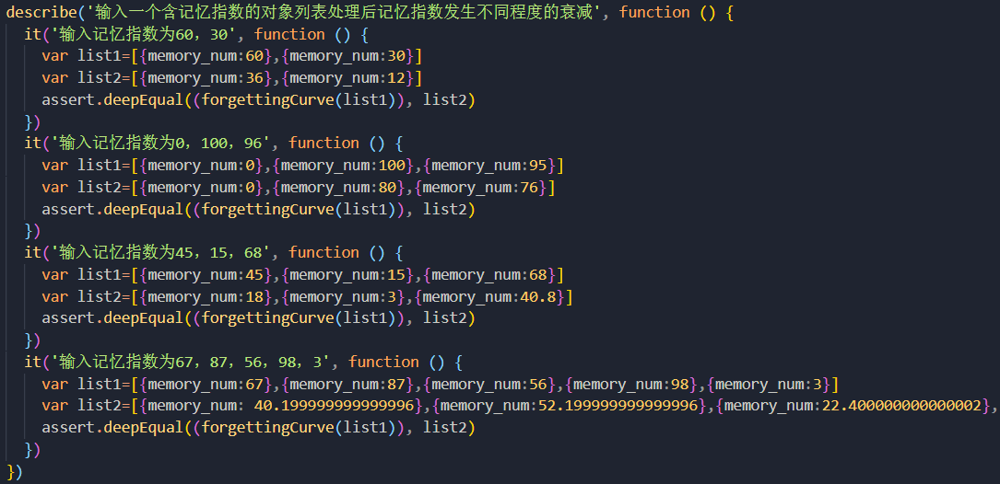 describe('输入一个含记忆指数的对象列表处理后记忆指数发生不同程度的衰减', function () {
it('输入记忆指数为60，30', function () {
var list1=[{memory_num:60},{memory_num:30}]
var list2=[{memory_num:36},{memory_num:12}]
assert.deepEqual((forgettingCurve(list1)), list2)
})
it('输入记忆指数为0，100，96', function () {
var list1=[{memory_num:0},{memory_num:100},{memory_num:95}]
var list2=[{memory_num:0},{memory_num:80},{memory_num:76}]
assert.deepEqual((forgettingCurve(list1)), list2)
})
it('输入记忆指数为45，15，68', function () {
var list1=[{memory_num:45},{memory_num:15},{memory_num:68}]
var list2=[{memory_num:18},{memory_num:3},{memory_num:40.8}]
assert.deepEqual((forgettingCurve(list1)), list2)
})
it('输入记忆指数为67，87，56，98，3', function () {
var list1=[{memory_num:67},{memory_num:87},{memory_num:56},{memory_num:98},{memory_num:3}]
var list2=[{memory_num: 40.199999999999996},{memory_num:52.199999999999996},{memory_num:22.400000000000002},
assert.deepEqual((forgettingCurve(list1)), list2)
})
})